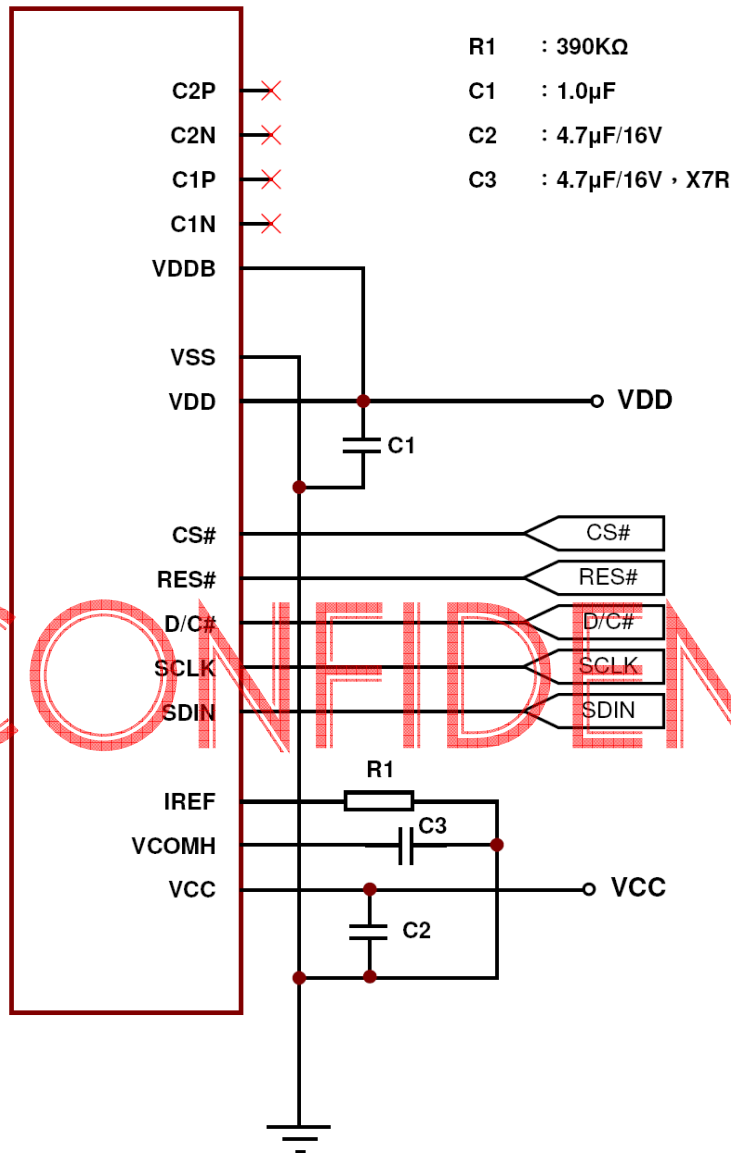 R1 : 390KΩ
C2P
C1 : 1.0µF
C2N
C2 : 4.7µF/16V
C1P
C3 : 4.7µF/16V，X7R
C1N
VDDB
VSS
VDD
VDD
C1
CS#
CS#
RES#
RES#
D/C#
D/C#
SCLK
SCLK
SDIN
SDIN
CONFIDEN
R1
IREF
C3
VCOMH
VCC
VCC
C2